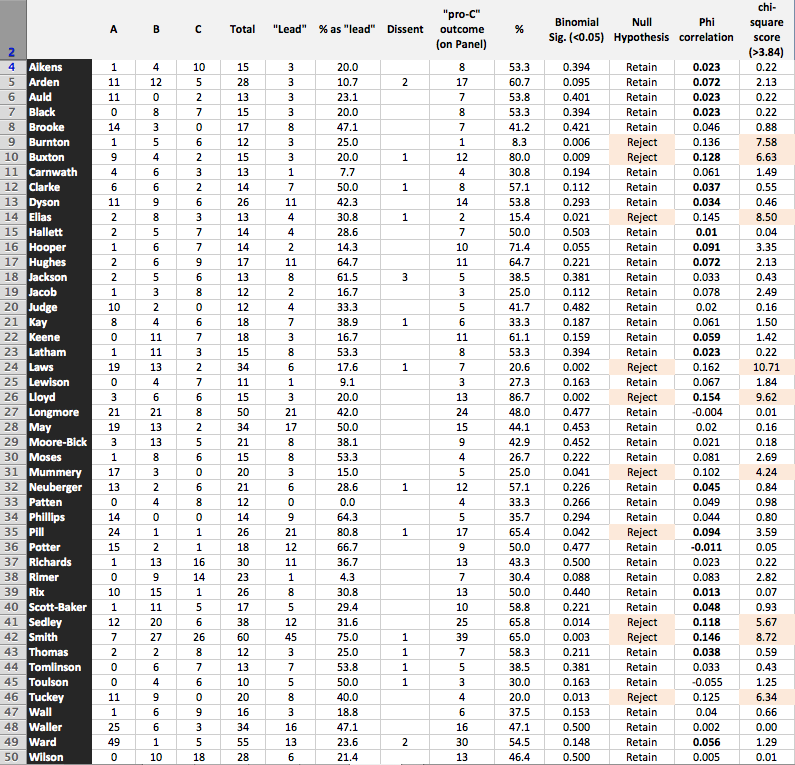 2 A B C Total "Lead" % as "lead" Dissent "pro-C" outcome (on Panel) % Binomial Sig. (<0.05) Null Hypothesis Phi correlation chi-square score (>3.84)
4 Aikens 1 4 10 15 3 20.0 8 53.3 0.394 Retain 0.023 0.22
5 Arden 11 12 5 28 3 10.7 2 17 60.7 0.095 Retain 0.072 2.13
6 Auld 11 0 2 13 3 23.1 7 53.8 0.401 Retain 0.023 0.22
7 Black 0 8 7 15 3 20.0 8 53.3 0.394 Retain 0.023 0.22
8 Brooke 14 3 0 17 8 47.1 7 41.2 0.421 Retain 0.046 0.88
9 Burnton 1 5 6 12 3 25.0 1 8.3 0.006 Reject 0.136 7.58
10 Buxton 9 4 2 15 3 20.0 1 12 80.0 0.009 Reject 0.128 6.63
11 Carnwath 4 6 3 13 1 7.7 4 30.8 0.194 Retain 0.061 1.49
12 Clarke 6 6 2 14 7 50.0 1 8 57.1 0.112 Retain 0.037 0.55
13 Dyson 11 9 6 26 11 42.3 14 53.8 0.293 Retain 0.034 0.46
14 Elias 2 8 3 13 4 30.8 1 2 15.4 0.021 Reject 0.145 8.50
15 Hallett 2 5 7 14 4 28.6 7 50.0 0.503 Retain 0.01 0.04
16 Hooper 1 6 7 14 2 14.3 10 71.4 0.055 Retain 0.091 3.35
17 Hughes 2 6 9 17 11 64.7 11 64.7 0.221 Retain 0.072 2.13
18 Jackson 2 5 6 13 8 61.5 3 5 38.5 0.381 Retain 0.033 0.43
19 Jacob 1 3 8 12 2 16.7 3 25.0 0.112 Retain 0.078 2.49
20 Judge 10 2 0 12 4 33.3 5 41.7 0.482 Retain 0.02 0.16
21 Kay 8 4 6 18 7 38.9 1 6 33.3 0.187 Retain 0.061 1.50
22 Keene 0 11 7 18 3 16.7 11 61.1 0.159 Retain 0.059 1.42
23 Latham 1 11 3 15 8 53.3 8 53.3 0.394 Retain 0.023 0.22
24 Laws 19 13 2 34 6 17.6 1 7 20.6 0.002 Reject 0.162 10.71
25 Lewison 0 4 7 11 1 9.1 3 27.3 0.163 Retain 0.067 1.84
26 Lloyd 3 6 6 15 3 20.0 13 86.7 0.002 Reject 0.154 9.62
27 Longmore 21 21 8 50 21 42.0 24 48.0 0.477 Retain -0.004 0.01
28 May 19 13 2 34 17 50.0 15 44.1 0.453 Retain 0.02 0.16
29 Moore-Bick 3 13 5 21 8 38.1 9 42.9 0.452 Retain 0.021 0.18
30 Moses 1 8 6 15 8 53.3 4 26.7 0.222 Retain 0.081 2.69
31 Mummery 17 3 0 20 3 15.0 5 25.0 0.041 Reject 0.102 4.24
32 Neuberger 13 2 6 21 6 28.6 1 12 57.1 0.226 Retain 0.045 0.84
33 Patten 0 4 8 12 0 0.0 4 33.3 0.266 Retain 0.049 0.98
34 Phillips 14 0 0 14 9 64.3 5 35.7 0.294 Retain 0.044 0.80
35 Pill 24 1 1 26 21 80.8 1 17 65.4 0.042 Reject 0.094 3.59
36 Potter 15 2 1 18 12 66.7 9 50.0 0.477 Retain -0.011 0.05
37 Richards 1 13 16 30 11 36.7 13 43.3 0.500 Retain 0.023 0.22
38 Rimer 0 9 14 23 1 4.3 7 30.4 0.088 Retain 0.083 2.82
39 Rix 10 15 1 26 8 30.8 13 50.0 0.440 Retain 0.013 0.07
40 Scott-Baker 1 11 5 17 5 29.4 10 58.8 0.221 Retain 0.048 0.93
41 Sedley 12 20 6 38 12 31.6 25 65.8 0.014 Reject 0.118 5.67
42 Smith 7 27 26 60 45 75.0 1 39 65.0 0.003 Reject 0.146 8.72
43 Thomas 2 2 8 12 3 25.0 1 7 58.3 0.211 Retain 0.038 0.59
44 Tomlinson 0 6 7 13 7 53.8 1 5 38.5 0.381 Retain 0.033 0.43
45 Toulson 0 4 6 10 5 50.0 1 3 30.0 0.163 Retain -0.055 1.25
46 Tuckey 11 9 0 20 8 40.0 4 20.0 0.013 Reject 0.125 6.34
47 Wall 1 6 9 16 3 18.8 6 37.5 0.153 Retain 0.04 0.66
48 Waller 25 6 3 34 16 47.1 16 47.1 0.500 Retain 0.002 0.00
49 Ward 49 1 5 55 13 23.6 2 30 54.5 0.148 Retain 0.056 1.29
50 Wilson 0 10 18 28 6 21.4 13 46.4 0.500 Retain 0.005 0.01